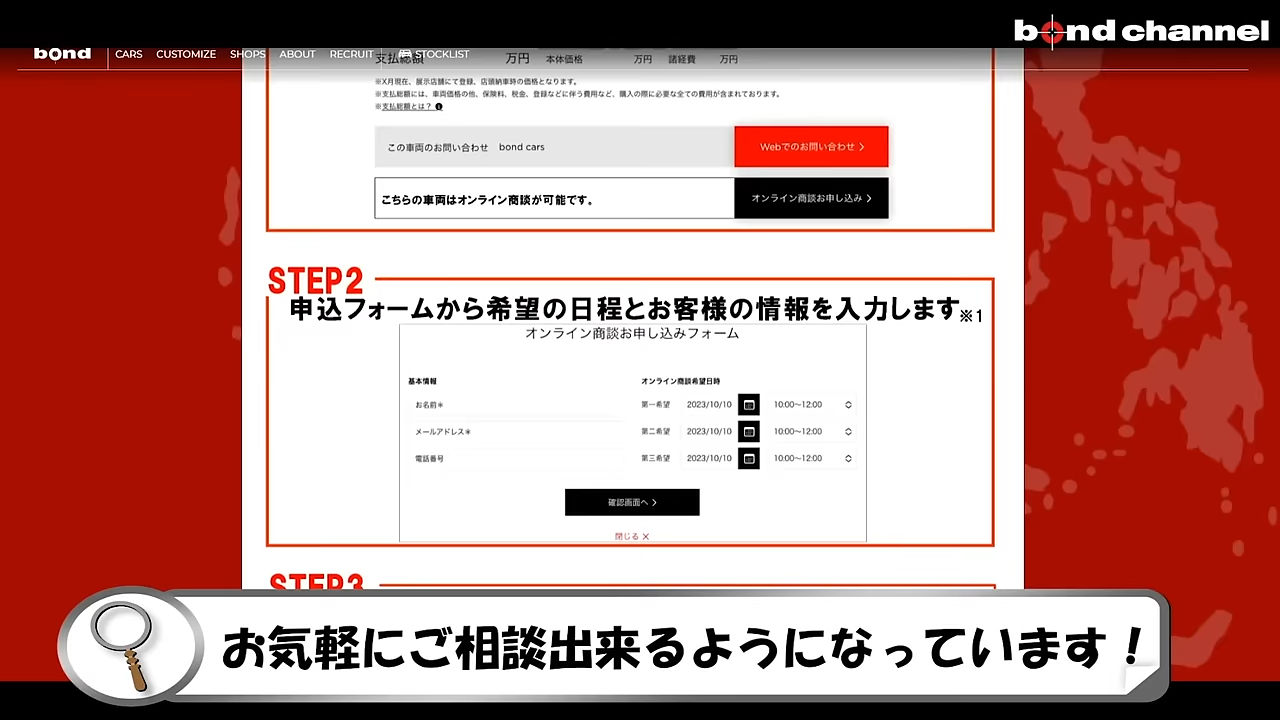 bond channel
bond CARS CUSTOMIZE SHOPS ABOUT RECRUIT STOCKLIST
支払総額 万円 本体価格 万円 諸経費 万円
※X月現在、展示店舗にて登録、店頭納車時の価格となります。
※支払総額には、車両価格の他、保険料、税金、登録などに伴う費用など、購入の際に必要な全ての費用が含まれております。
※支払総額とは?
この車両のお問い合わせ bond cars
Webでのお問い合わせ
こちらの車両はオンライン商談が可能です。
オンライン商談お申し込み
STEP2
申込フォームから希望の日程とお客様の情報を入力します※1
オンライン商談お申し込みフォーム
基本情報 オンライン商談希望日時
お名前* 第一希望 2023/10/10 10:00〜12:00
メールアドレス* 第二希望 2023/10/10 10:00〜12:00
電話番号 第三希望 2023/10/10 10:00〜12:00
確認画面へ
閉じる ×
STEP3
お気軽にご相談出来るようになっています!